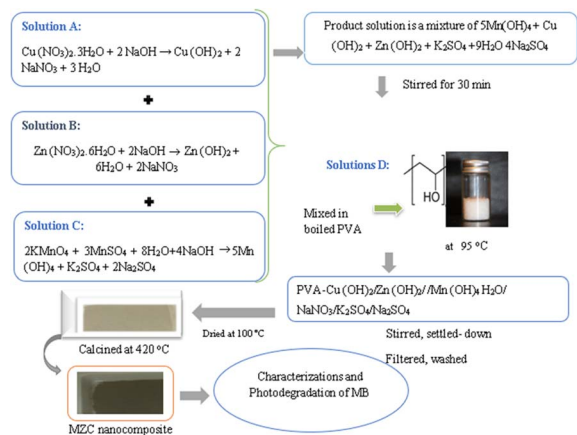 Solution A:
Cu(NO₃)₂.3H₂O + 2 NaOH → Cu(OH)₂ + 2
NaNO₃ + 3 H₂O
+
Solution B:
Zn(NO₃)₂.6H₂O + 2NaOH → Zn(OH)₂ +
6H₂O + 2NaNO₃
+
Solution C:
2KMnO₄ + 3MnSO₄ + 8H₂O+4NaOH → 5Mn
(OH)₄ + K₂SO₄ + 2Na₂SO₄
Product solution is a mixture of 5Mn(OH)₄ + Cu
(OH)₂ + Zn(OH)₂ + K₂SO₄ +9H₂O 4Na₂SO₄
Stirred for 30 min
Solutions D:
HO
Mixed in
boiled PVA
at 95 ºC
PVA-Cu(OH)₂/Zn(OH)₂//Mn(OH)₄ H₂O/
NaNO₃/K₂SO₄/Na₂SO₄
Stirred, settled- down
Filtered, washed
Dried at 100 °C
Calcined at 420 ºC
MZC nanocomposite
Characterizations and
Photodegradation of MB